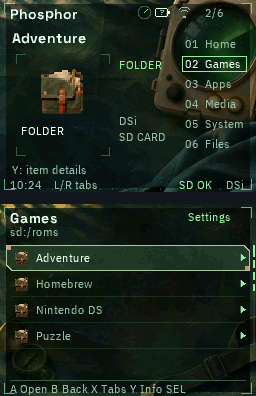 Phosphor 2/6
Adventure
01 Home
FOLDER 02 Games
03 Apps
04 Media
DSi 05 System
FOLDER SD CARD
06 Files
Y: item details
10:24 L/R tabs SD OK DSi
Games Settings
sd:/roms
Adventure
Homebrew
Nintendo DS
Puzzle
A Open B Back X Tabs Y Info SEL